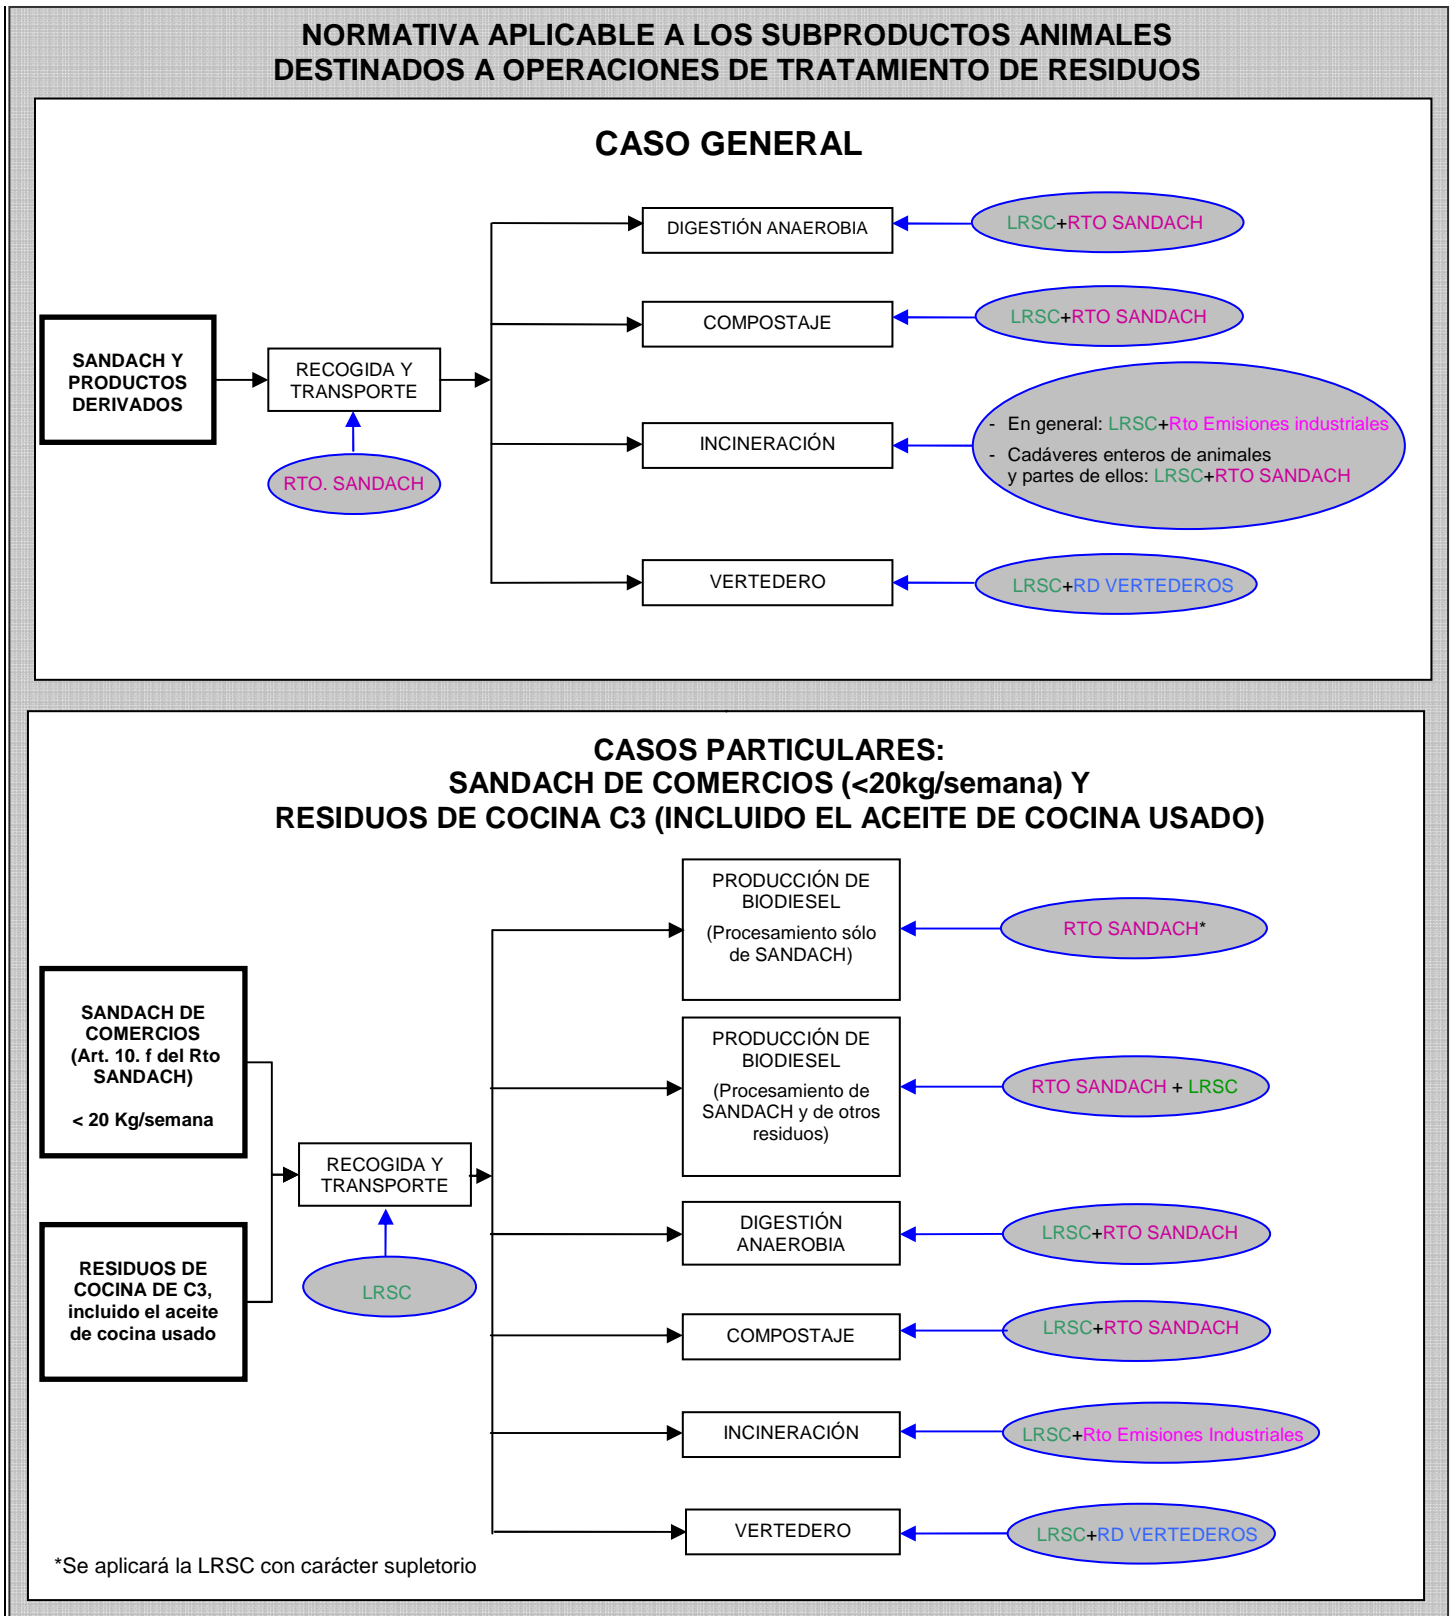 NORMATIVA APLICABLE A LOS SUBPRODUCTOS ANIMALES
DESTINADOS A OPERACIONES DE TRATAMIENTO DE RESIDUOS
CASO GENERAL
SANDACH Y
PRODUCTOS
DERIVADOS
RECOGIDA Y
TRANSPORTE
RTO. SANDACH
DIGESTIÓN ANAEROBIA
LRSC+RTO SANDACH
COMPOSTAJE
LRSC+RTO SANDACH
INCINERACIÓN
- En general: LRSC+Rto Emisiones industriales
- Cadáveres enteros de animales
y partes de ellos: LRSC+RTO SANDACH
VERTEDERO
LRSC+RD VERTEDEROS
CASOS PARTICULARES:
SANDACH DE COMERCIOS (<20kg/semana) Y
RESIDUOS DE COCINA C3 (INCLUIDO EL ACEITE DE COCINA USADO)
SANDACH DE
COMERCIOS
(Art. 10. f del Rto
SANDACH)
< 20 Kg/semana
RESIDUOS DE
COCINA DE C3,
incluido el aceite
de cocina usado
RECOGIDA Y
TRANSPORTE
LRSC
PRODUCCIÓN DE
BIODIESEL
(Procesamiento sólo
de SANDACH)
RTO SANDACH*
PRODUCCIÓN DE
BIODIESEL
(Procesamiento de
SANDACH y de otros
residuos)
RTO SANDACH + LRSC
DIGESTIÓN
ANAEROBIA
LRSC+RTO SANDACH
COMPOSTAJE
LRSC+RTO SANDACH
INCINERACIÓN
LRSC+Rto Emisiones Industriales
VERTEDERO
LRSC+RD VERTEDEROS
*Se aplicará la LRSC con carácter supletorio